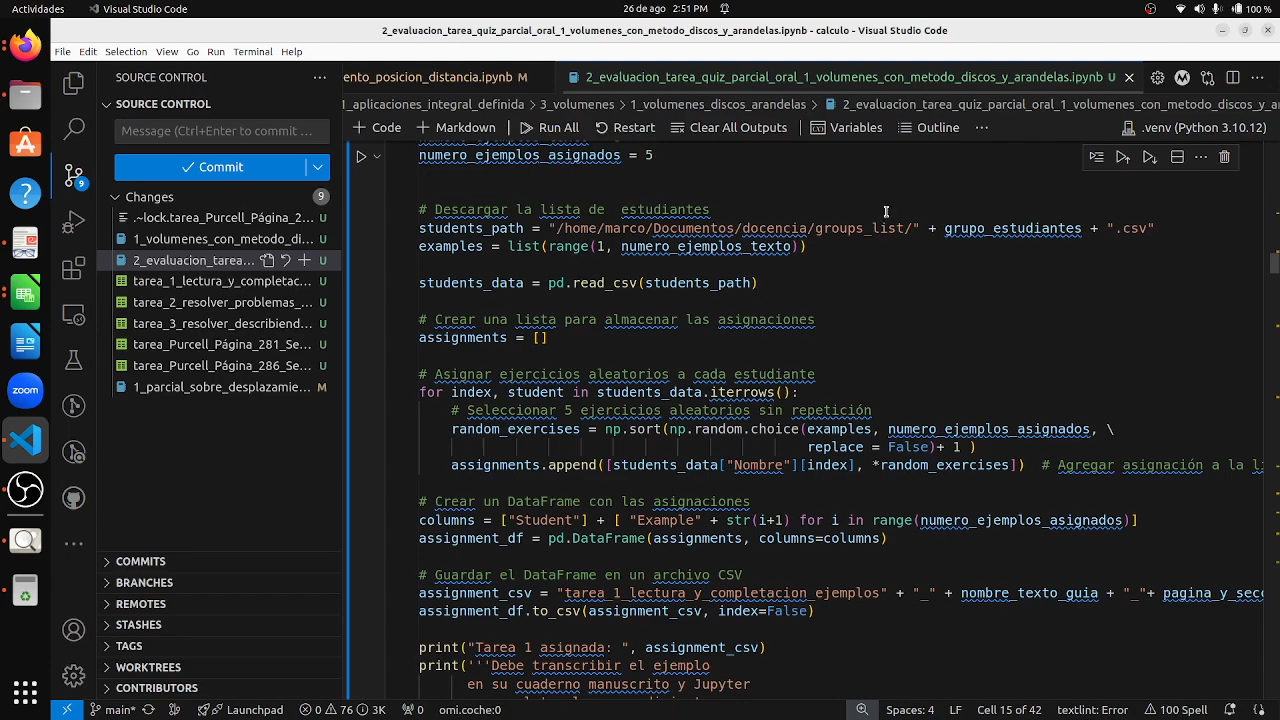 Actividades
Visual Studio Code
26 de ago 2:51 PM
100 %
2_evaluacion_tarea_quiz_parcial_oral_1_volumenes_con_metodo_discos_y_arandelas.ipynb - calculo - Visual Studio Code
File Edit Selection View Go Run Terminal Help
SOURCE CONTROL
ento_posicion_distancia.ipynb M
2_evaluacion_tarea_quiz_parcial_oral_1_volumenes_con_metodo_discos_y_arandelas.ipynb U
SOURCE CONTROL
1_aplicaciones_integral_definida > 3_volumenes > 1_volumenes_discos_arandelas > 2_evaluacion_tarea_quiz_parcial_oral_1_volumenes_con_metodo_discos_y_a
Message (Ctrl+Enter to commit ...
Code Markdown Run All Restart Clear All Outputs Variables Outline .venv (Python 3.10.12)
Commit
Changes 9
.~lock.tarea_Purcell_Página_2... U
1_volumenes_con_metodo_di... U
2_evaluacion_tarea... U
tarea_1_lectura_y_completac... U
tarea_2_resolver_problemas_... U
tarea_3_resolver_describiend... U
tarea_Purcell_Página_281_Se... U
tarea_Purcell_Página_286_Se... U
1_parcial_sobre_desplazamie... M
COMMITS
BRANCHES
REMOTES
STASHES
TAGS
WORKTREES
CONTRIBUTORS
9
zoom
numero_ejemplos_asignados = 5
# Descargar la lista de  estudiantes
students_path = "/home/marco/Documentos/docencia/groups_list/" + grupo_estudiantes + ".csv"
examples = list(range(1, numero_ejemplos_texto))
students_data = pd.read_csv(students_path)
# Crear una lista para almacenar las asignaciones
assignments = []
# Asignar ejercicios aleatorios a cada estudiante
for index, student in students_data.iterrows():
# Seleccionar 5 ejercicios aleatorios sin repetición
random_exercises = np.sort(np.random.choice(examples, numero_ejemplos_asignados, \
replace = False)+ 1 )
assignments.append([students_data["Nombre"][index], *random_exercises])  # Agregar asignación a la li
# Crear un DataFrame con las asignaciones
columns = ["Student"] + [ "Example" + str(i+1) for i in range(numero_ejemplos_asignados)]
assignment_df = pd.DataFrame(assignments, columns=columns)
# Guardar el DataFrame en un archivo CSV
assignment_csv = "tarea_1_lectura_y_completacion_ejemplos" + "_" + nombre_texto_guia + "_"+ pagina_y_secc
assignment_df.to_csv(assignment_csv, index=False)
print("Tarea 1 asignada: ", assignment_csv)
print('''Debe transcribir el ejemplo
en su cuaderno manuscrito y Jupyter
main* Launchpad 0 76 3K 0 omi.coche:0 Spaces: 4 LF Cell 15 of 42 textlint: Error 100 Spell